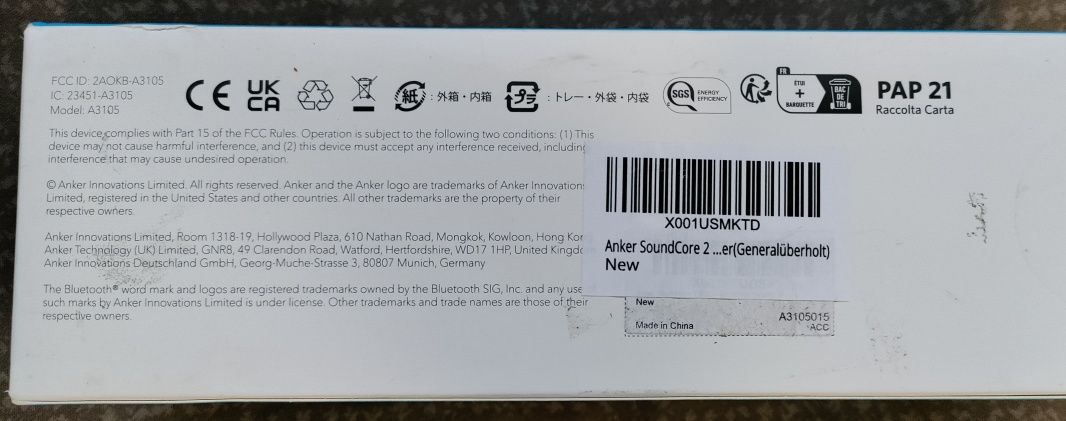 FCC ID: 2AOKB-A3105
IC: 23451-A3105
Model: A3105
CE
UK
CA
紙 : 外箱・内箱
プラ : トレー・外袋・内袋
SGS ENERGY
EFFICIENCY
FR
ÉTUI
+
BARQUETTE
BAC
DE
TRI
PAP 21
Raccolta Carta
This device complies with Part 15 of the FCC Rules. Operation is subject to the following two conditions: (1) This
device may not cause harmful interference, and (2) this device must accept any interference received, including
interference that may cause undesired operation.
© Anker Innovations Limited. All rights reserved. Anker and the Anker logo are trademarks of Anker Innovations
Limited, registered in the United States and other countries. All other trademarks are the property of their
respective owners.
Anker Innovations Limited, Room 1318-19, Hollywood Plaza, 610 Nathan Road, Mongkok, Kowloon, Hong Kor
Anker Technology (UK) Limited, GNR8, 49 Clarendon Road, Watford, Hertfordshire, WD17 1HP, United Kingdo
Anker Innovations Deutschland GmbH, Georg-Muche-Strasse 3, 80807 Munich, Germany
The Bluetooth® word mark and logos are registered trademarks owned by the Bluetooth SIG, Inc. and any use
such marks by Anker Innovations Limited is under license. Other trademarks and trade names are those of their
respective owners.
X001USMKTD
Anker SoundCore 2 ...er(Generalüberholt)
New
New
Made in China
A3105015
ACC